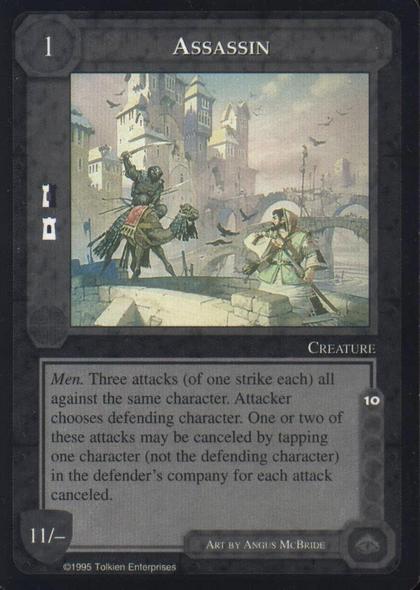 1
ASSASSIN
CREATURE
Men. Three attacks (of one strike each) all
against the same character. Attacker
chooses defending character. One or two of
these attacks may be canceled by tapping
one character (not the defending character)
in the defender's company for each attack
canceled.
10
11/–
ART BY ANGUS MCBRIDE
©1995 Tolkien Enterprises